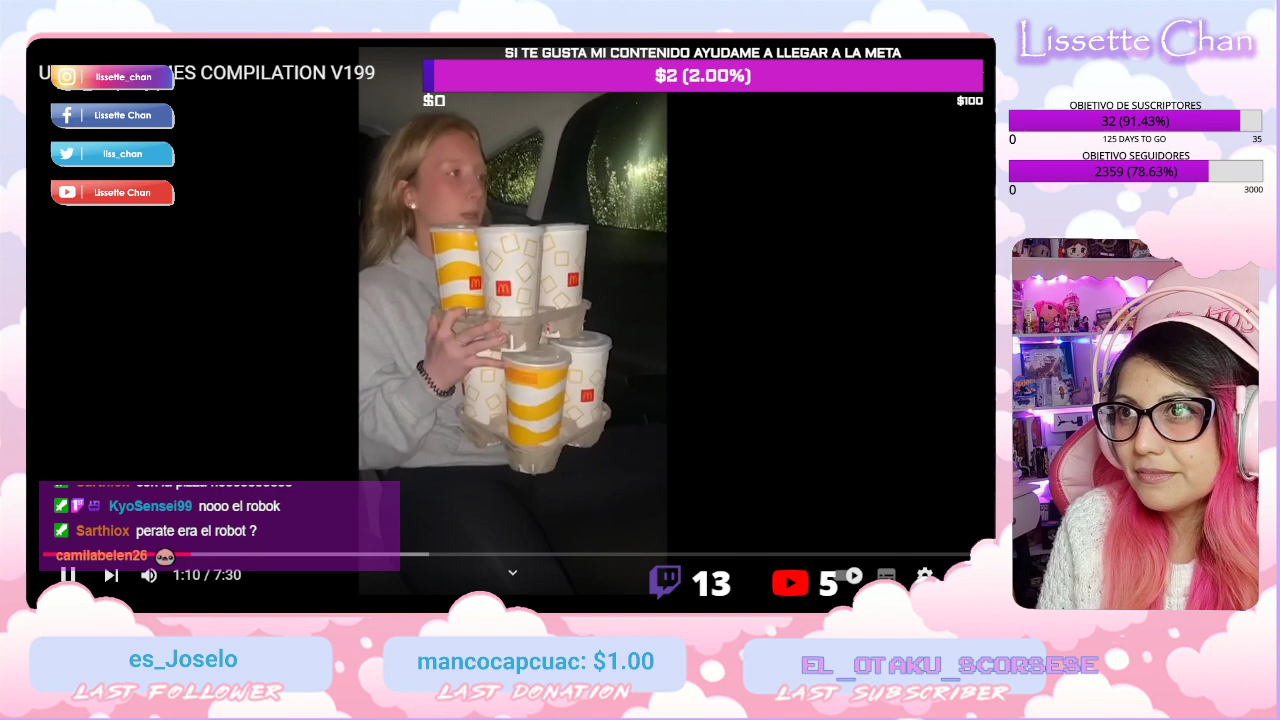 Lissette Chan
SI TE GUSTA MI CONTENIDO AYUDAME A LLEGAR A LA META
$2 (2.00%)
$0
$100
ES COMPILATION V199
lissette_chan
Lissette Chan
liss_chan
Lissette Chan
OBJETIVO DE SUSCRIPTORES
32 (91.43%)
0
125 DAYS TO GO
35
OBJETIVO SEGUIDORES
2359 (78.63%)
0
3000
KyoSensei99 nooo el robok
Sarthiox perate era el robot ?
camilabelen26
1:10 / 7:30
13
5
es_Joselo
LAST FOLLOWER
mancocapcuac: $1.00
LAST DONATION
EL_OTAKU_SCORSESE
LAST SUBSCRIBER